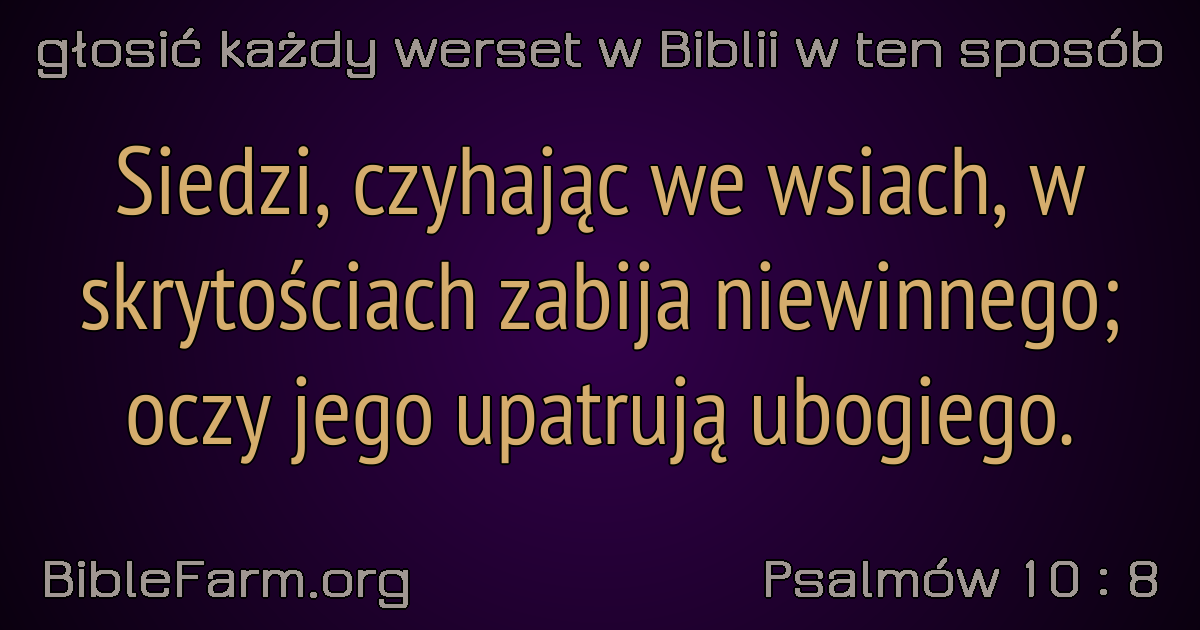 głosić każdy werset w Biblii w ten sposób
Siedzi, czyhając we wsiach, w
skrytościach zabija niewinnego;
oczy jego upatrują ubogiego.
BibleFarm.org
Psalmów 10 : 8